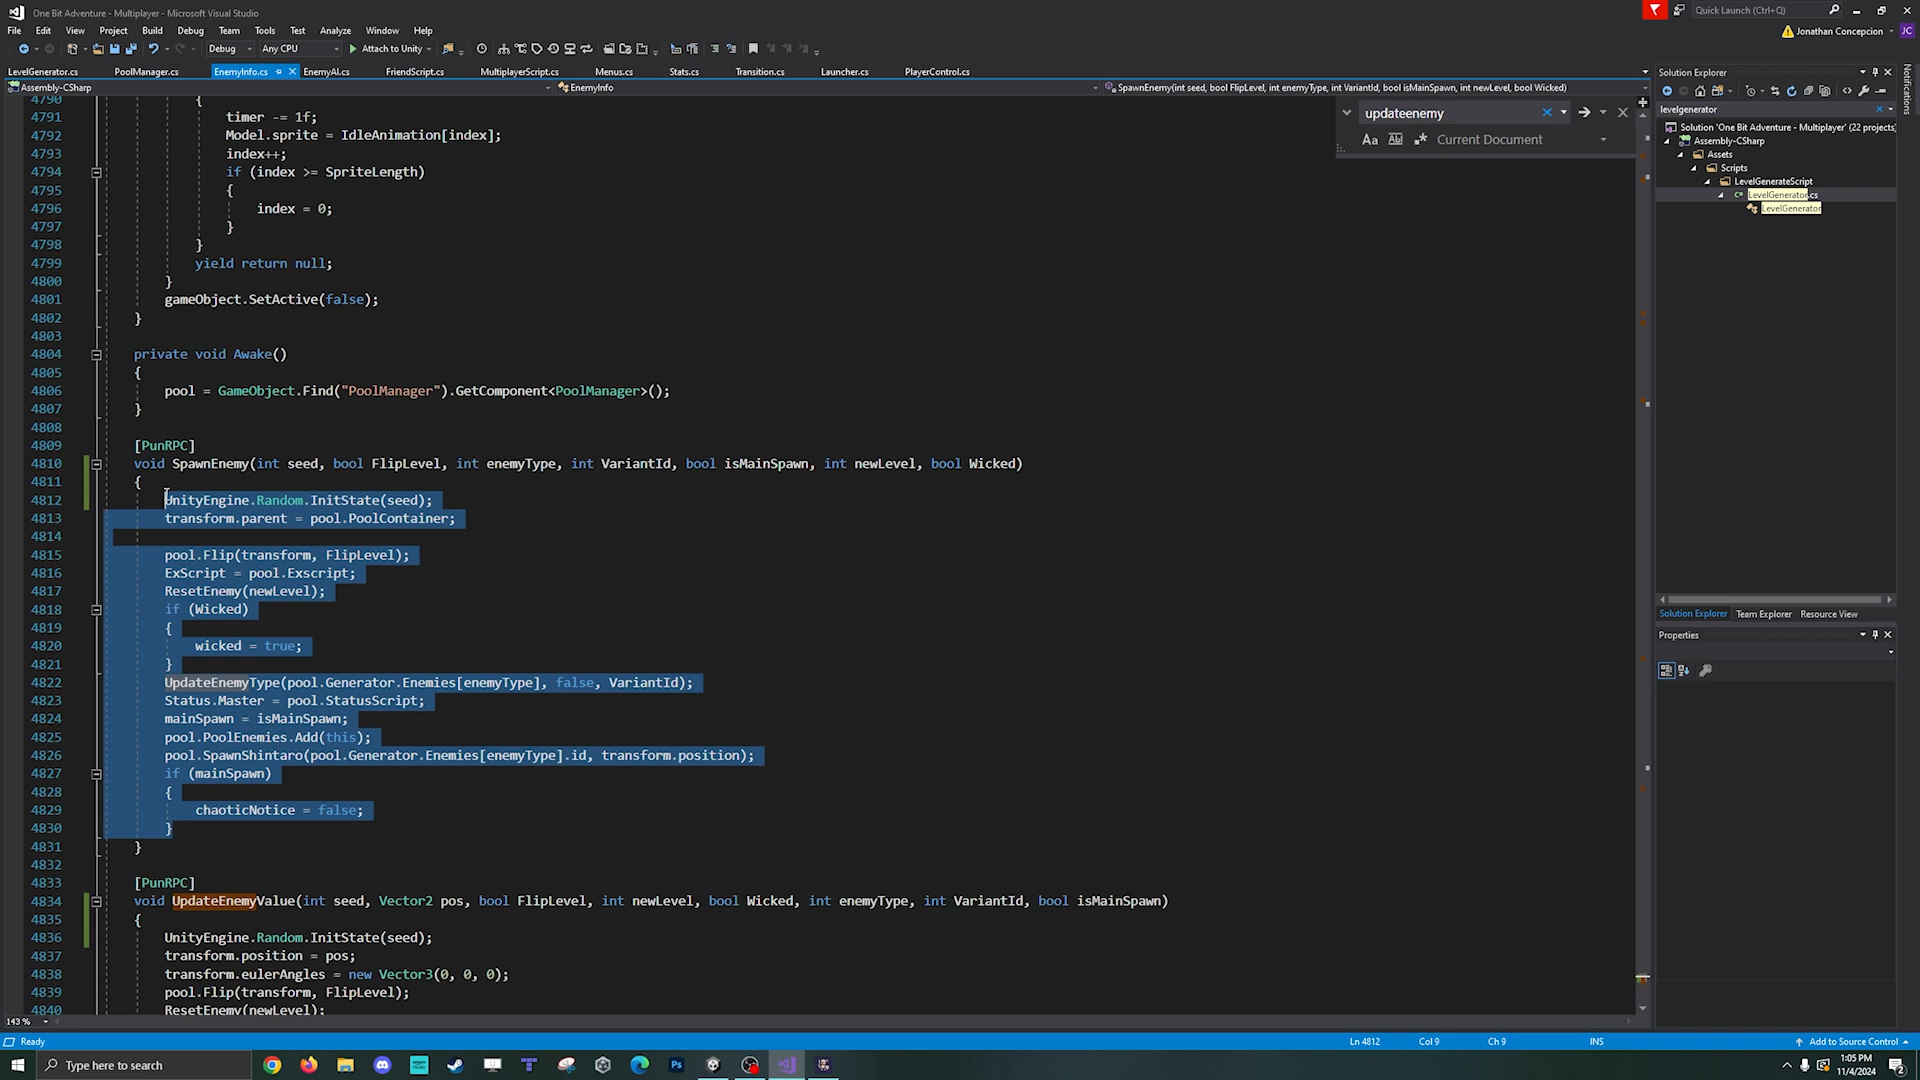 One Bit Adventure - Multiplayer - Microsoft Visual Studio
Quick Launch (Ctrl+Q)
File Edit View Project Build Debug Team Tools Test Analyze Window Help
Jonathan Concepcion JC
Debug Any CPU Attach to Unity
LevelGenerator.cs PoolManager.cs EnemyInfo.cs EnemyAI.cs FriendScript.cs MultiplayerScript.cs Menus.cs Stats.cs Transition.cs Launcher.cs PlayerControl.cs
Assembly-CSharp EnemyInfo SpawnEnemy(int seed, bool FlipLevel, int enemyType, int VariantId, bool isMainSpawn, int newLevel, bool Wicked)
updateenemy
Current Document
4790 {
4791 timer -= 1f;
4792 Model.sprite = IdleAnimation[index];
4793 index++;
4794 if (index >= SpriteLength)
4795 {
4796 index = 0;
4797 }
4798 }
4799 yield return null;
4800 }
4801 gameObject.SetActive(false);
4802 }
4803
4804 private void Awake()
4805 {
4806 pool = GameObject.Find("PoolManager").GetComponent<PoolManager>();
4807 }
4808
4809 [PunRPC]
4810 void SpawnEnemy(int seed, bool FlipLevel, int enemyType, int VariantId, bool isMainSpawn, int newLevel, bool Wicked)
4811 {
4812 UnityEngine.Random.InitState(seed);
4813 transform.parent = pool.PoolContainer;
4814
4815 pool.Flip(transform, FlipLevel);
4816 ExScript = pool.Exscript;
4817 ResetEnemy(newLevel);
4818 if (Wicked)
4819 {
4820 wicked = true;
4821 }
4822 UpdateEnemyType(pool.Generator.Enemies[enemyType], false, VariantId);
4823 Status.Master = pool.StatusScript;
4824 mainSpawn = isMainSpawn;
4825 pool.PoolEnemies.Add(this);
4826 pool.SpawnShintaro(pool.Generator.Enemies[enemyType].id, transform.position);
4827 if (mainSpawn)
4828 {
4829 chaoticNotice = false;
4830 }
4831 }
4832
4833 [PunRPC]
4834 void UpdateEnemyValue(int seed, Vector2 pos, bool FlipLevel, int newLevel, bool Wicked, int enemyType, int VariantId, bool isMainSpawn)
4835 {
4836 UnityEngine.Random.InitState(seed);
4837 transform.position = pos;
4838 transform.eulerAngles = new Vector3(0, 0, 0);
4839 pool.Flip(transform, FlipLevel);
4840 ResetEnemy(newLevel);
143 %
Solution Explorer
levelgenerator
Solution 'One Bit Adventure - Multiplayer' (22 projects)
Assembly-CSharp
Assets
Scripts
LevelGenerateScript
C# LevelGenerator.cs
LevelGenerator
Solution Explorer Team Explorer Resource View
Properties
Notifications
Ready Ln 4812 Col 9 Ch 9 INS Add to Source Control
Type here to search
1:05 PM
11/4/2024